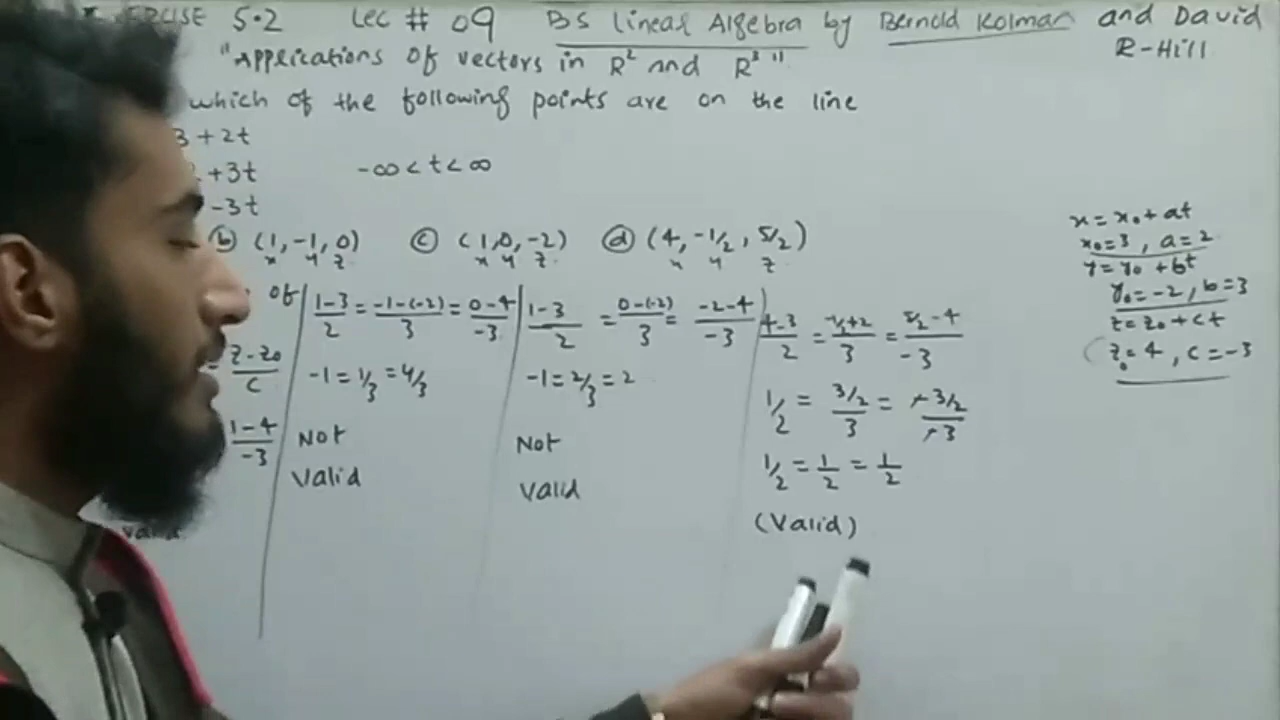 ERCISE 5.2 Lec # 09 BS Linear Algebra by Bernold Kolman and David
R-Hill
"Applications Of vectors in R² and R³"
which of the following points are on the line
3 + 2t
+3t -∞ < t < ∞
-3t
(b) (1, -1, 0) (c) (1, 0, -2) (d) (4, -1/2, 5/2)
x y z x y z x y z
x = x₀ + at
x₀ = 3, a = 2
y = y₀ + bt
y₀ = -2, b = 3
z = z₀ + ct
z₀ = 4, c = -3
of
= z-z₀/c
1-4/-3
Valid
1-3/2 = -1-(-2)/3 = 0-4/-3
-1 = 1/3 = 4/3
Not
Valid
1-3/2 = 0-(-2)/3 = -2-4/-3
-1 = 2/3 = 2
Not
Valid
4-3/2 = -1/2+2/3 = 5/2-4/-3
1/2 = 3/2/3 = -3/2/-3
1/2 = 1/2 = 1/2
(Valid)